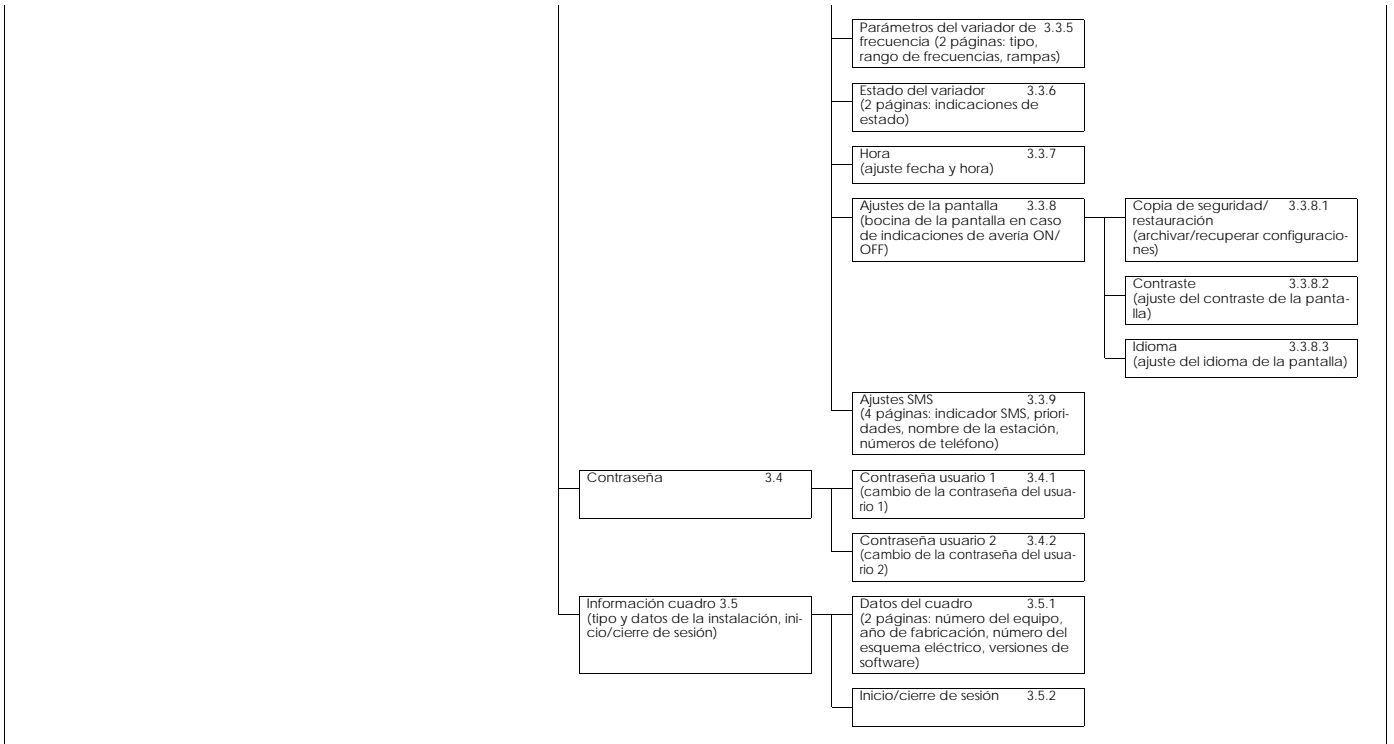 Parámetros del variador de 3.3.5
frecuencia (2 páginas: tipo,
rango de frecuencias, rampas)
Estado del variador 3.3.6
(2 páginas: indicaciones de
estado)
Hora 3.3.7
(ajuste fecha y hora)
Ajustes de la pantalla 3.3.8
(bocina de la pantalla en caso
de indicaciones de avería ON/
OFF)
Copia de seguridad/ 3.3.8.1
restauración
(archivar/recuperar configuracio-
nes)
Contraste 3.3.8.2
(ajuste del contraste de la panta-
lla)
Idioma 3.3.8.3
(ajuste del idioma de la pantalla)
Ajustes SMS 3.3.9
(4 páginas: indicador SMS, priori-
dades, nombre de la estación,
números de teléfono)
Contraseña 3.4
Contraseña usuario 1 3.4.1
(cambio de la contraseña del usua-
rio 1)
Contraseña usuario 2 3.4.2
(cambio de la contraseña del usua-
rio 2)
Información cuadro 3.5
(tipo y datos de la instalación, ini-
cio/cierre de sesión)
Datos del cuadro 3.5.1
(2 páginas: número del equipo,
año de fabricación, número del
esquema eléctrico, versiones de
software)
Inicio/cierre de sesión 3.5.2